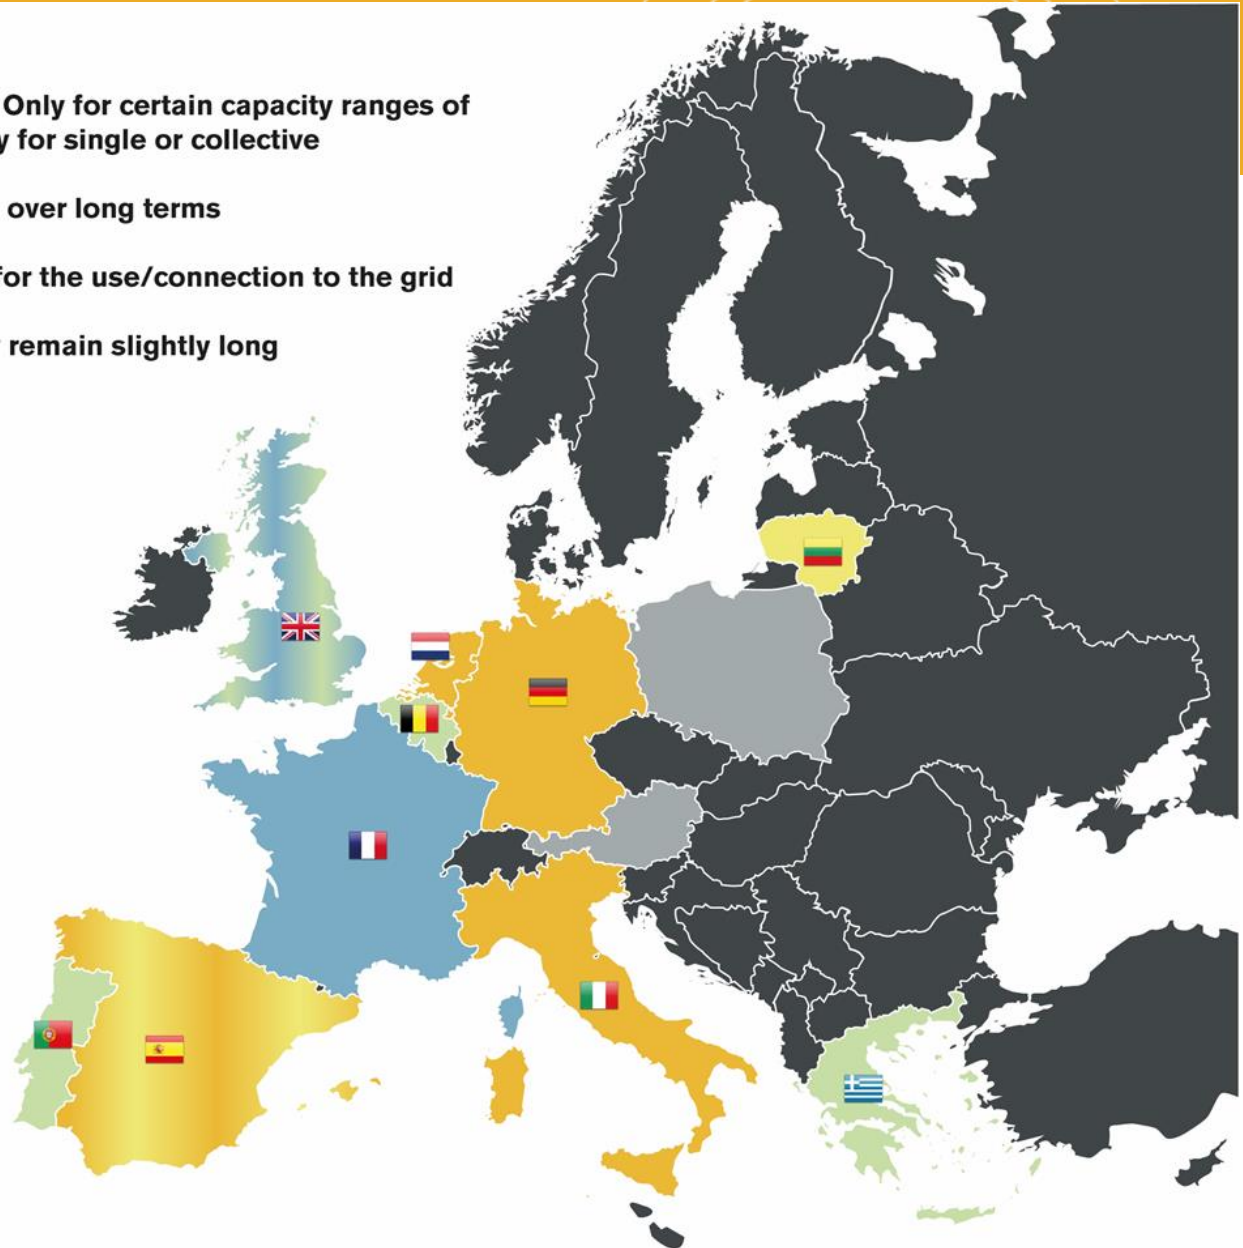 Only for certain capacity ranges of
for single or collective
over long terms
for the use/connection to the grid
remain slightly long